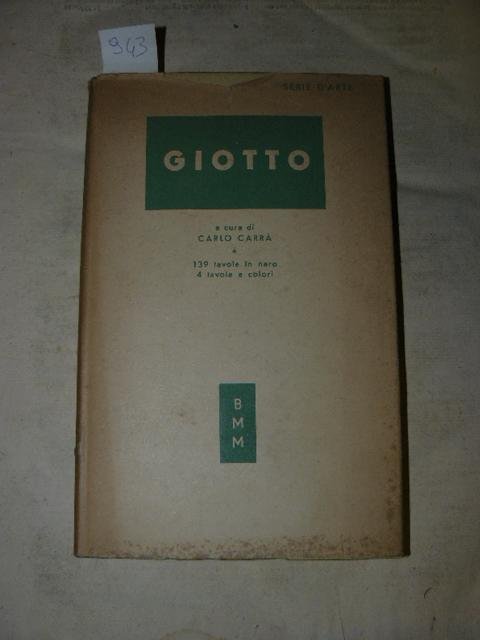 943
SERIE D'ARTE
GIOTTO
a cura di
CARLO CARRÀ
139 tavole in nero
4 tavole a colori
B
M
M